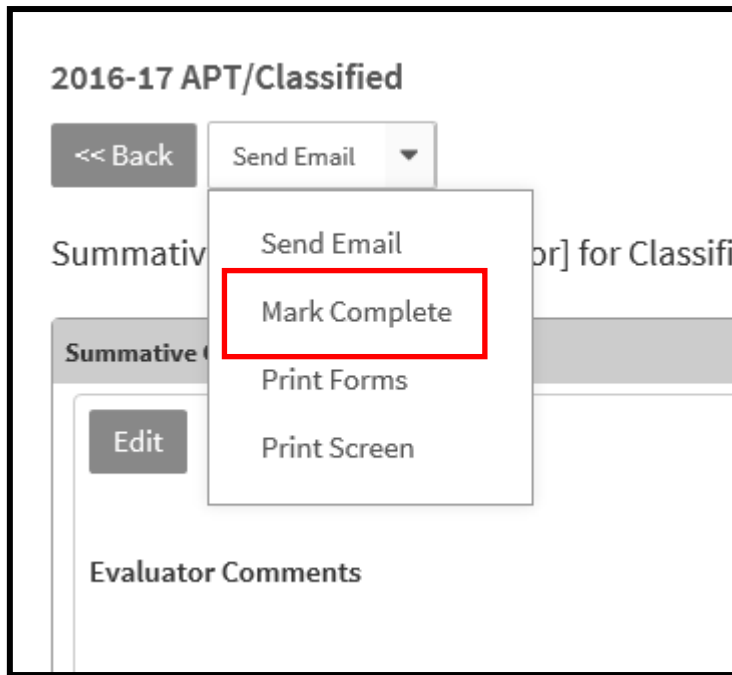 2016-17 APT/Classified
<< Back Send Email
Send Email
Summativ or] for Classifi
Mark Complete
Summative
Print Forms
Edit
Print Screen
Evaluator Comments